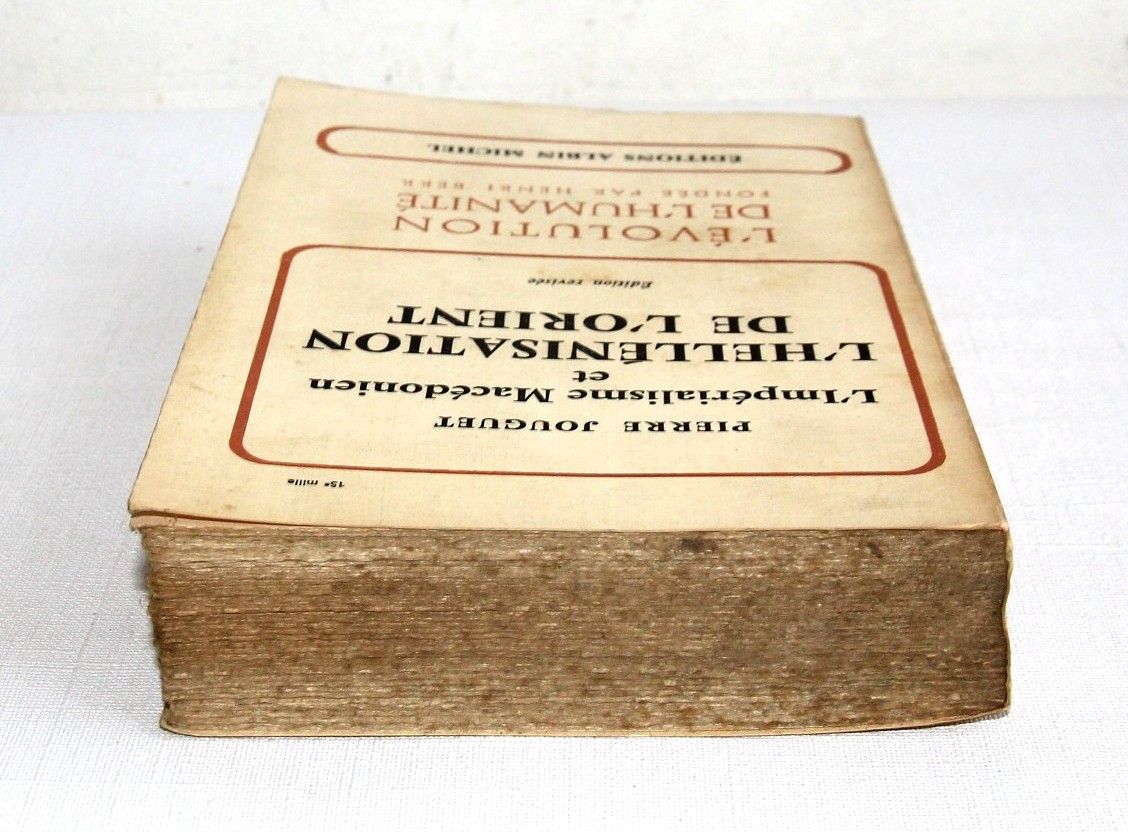 15e mille
PIERRE JOUGUET
L'Impérialisme Macédonien
et
L'HELLÉNISATION
DE L'ORIENT
Édition revisée
L'ÉVOLUTION
DE L'HUMANITÉ
FONDÉE PAR HENRI BERR
ÉDITIONS ALBIN MICHEL